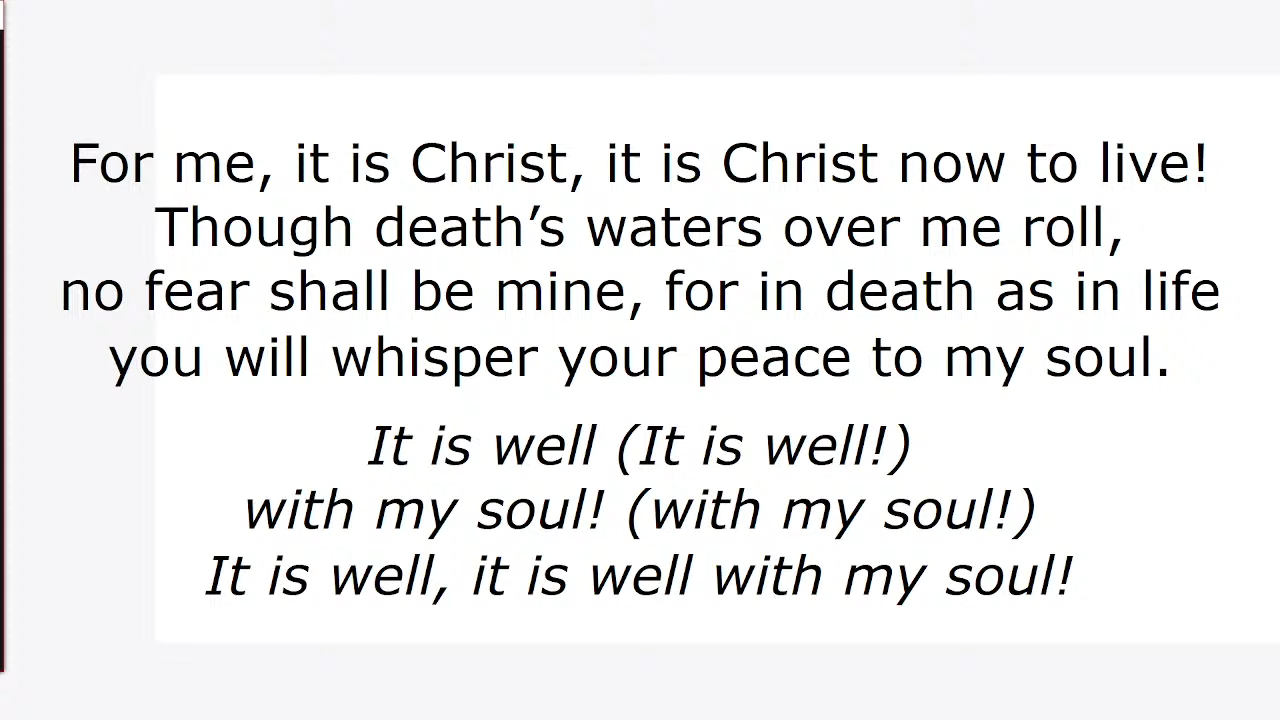 For me, it is Christ, it is Christ now to live!
Though death’s waters over me roll,
no fear shall be mine, for in death as in life
you will whisper your peace to my soul.
It is well (It is well!)
with my soul! (with my soul!)
It is well, it is well with my soul!